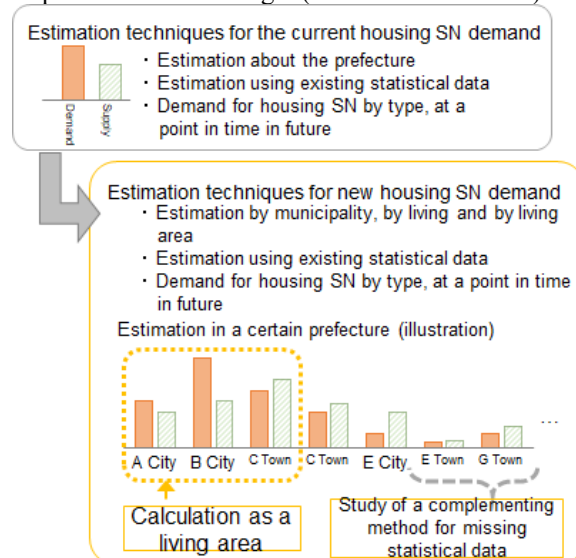 Estimation techniques for the current housing SN demand
・ Estimation about the prefecture
・ Estimation using existing statistical data
・ Demand for housing SN by type, at a
point in time in future
Demand
Supply
Estimation techniques for new housing SN demand
・ Estimation by municipality, by living and by living
area
・ Estimation using existing statistical data
・ Demand for housing SN by type, at a point in time
in future
Estimation in a certain prefecture (illustration)
...
A City B City C Town C Town E City E Town G Town
Calculation as a
living area
Study of a complementing
method for missing
statistical data